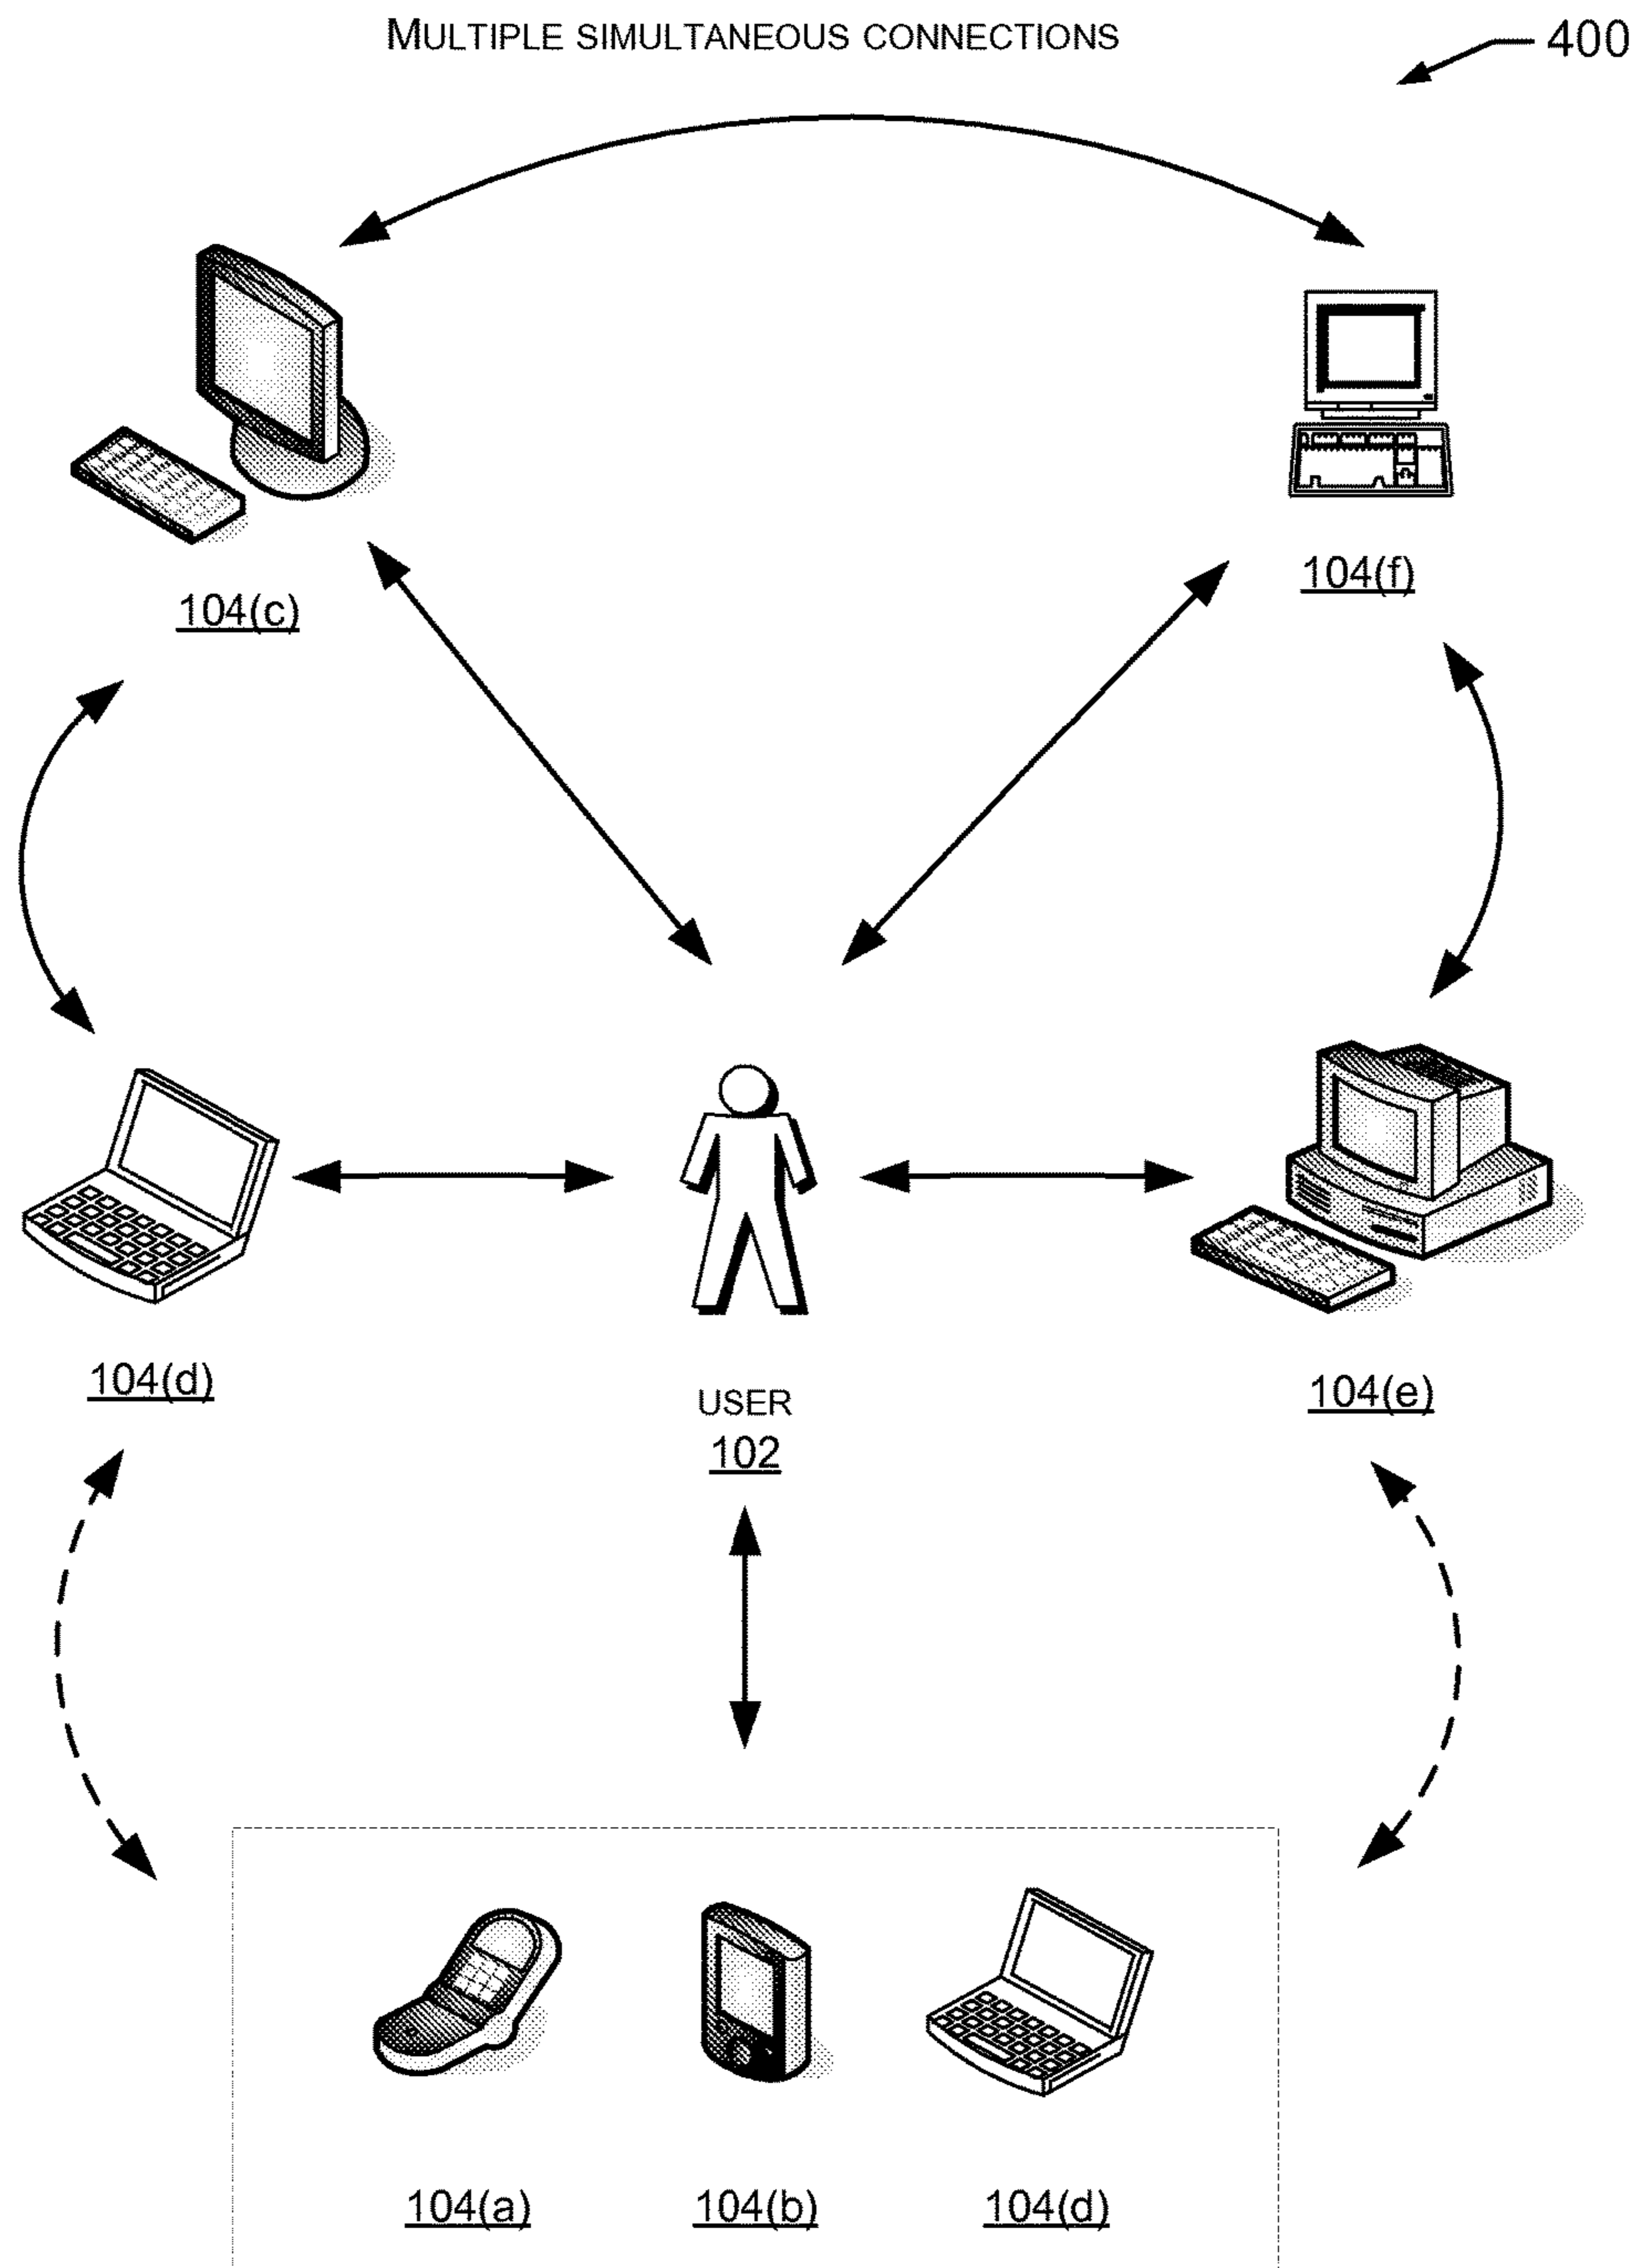 MULTIPLE SIMULTANEOUS CONNECTIONS
400
104(c)
104(f)
104(d)
USER
102
104(e)
104(a)
104(b)
104(d)